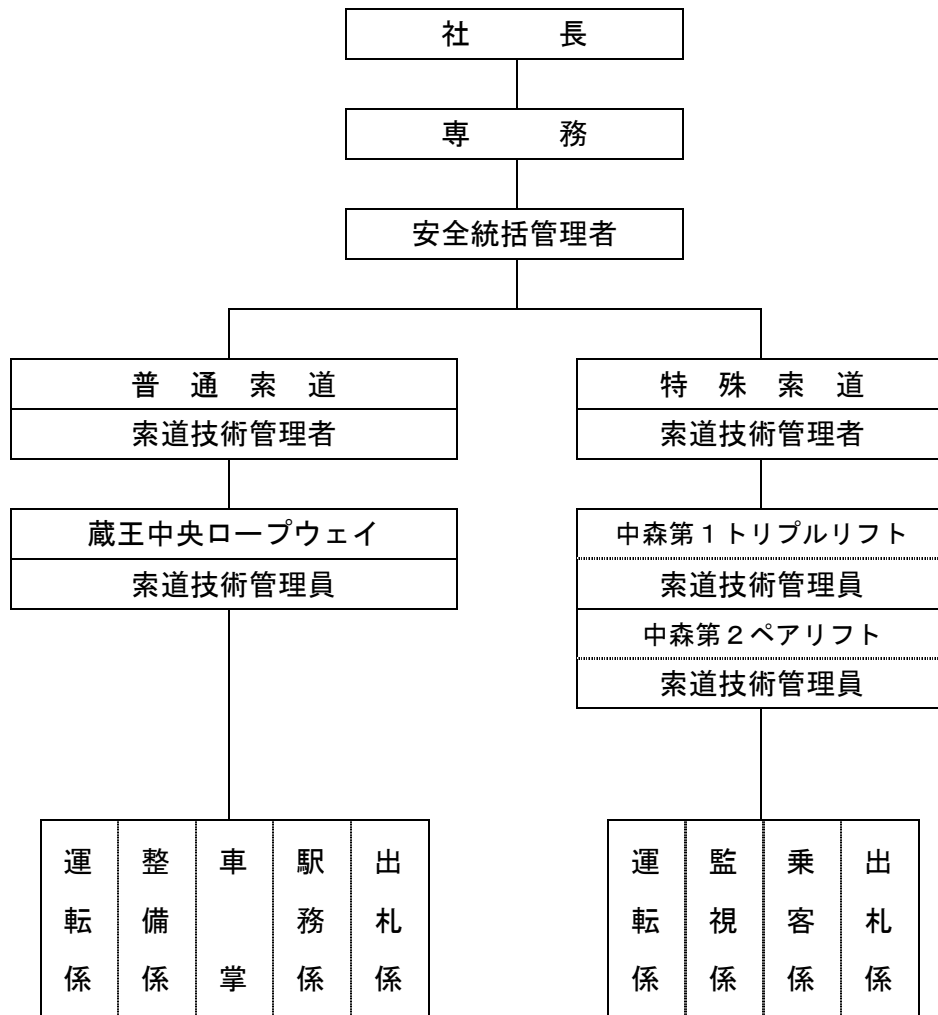 社長
専務
安全統括管理者
普通索道
索道技術管理者
特殊索道
索道技術管理者
蔵王中央ロープウェイ
索道技術管理員
中森第１トリプルリフト
索道技術管理員
中森第２ペアリフト
索道技術管理員
運転係
整備係
車掌
駅務係
出札係
運転係
監視係
乗客係
出札係